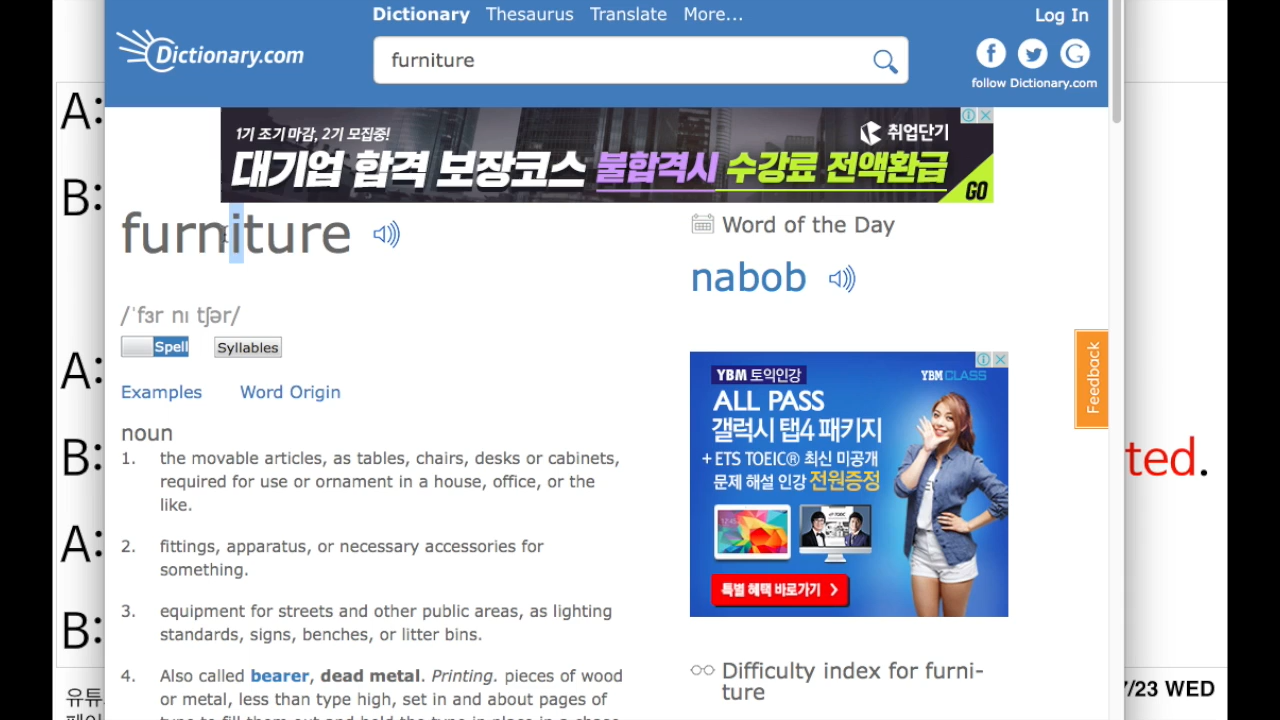 Dictionary Thesaurus Translate More... Log In
Dictionary.com
furniture
follow Dictionary.com
A:
1기 조기 마감, 2기 모집중!
취업단기
대기업 합격 보장코스 불합격시 수강료 전액환급
GO
B:
furniture
Word of the Day
nabob
/ˈfɜr nɪ tʃər/
Spell Syllables
Examples Word Origin
Feedback
YBM 토익인강
YBM CLASS
ALL PASS
갤럭시 탭4 패키지
+ ETS TOEIC® 최신 미공개
문제 해설 인강 전원증정
특별 혜택 바로가기 >
A:
noun
1. the movable articles, as tables, chairs, desks or cabinets,
required for use or ornament in a house, office, or the
like.
B:
ted.
2. fittings, apparatus, or necessary accessories for
something.
A:
3. equipment for streets and other public areas, as lighting
standards, signs, benches, or litter bins.
B:
4. Also called bearer, dead metal. Printing. pieces of wood
or metal, less than type high, set in and about pages of
Difficulty index for furni-
ture
유튜
/23 WED